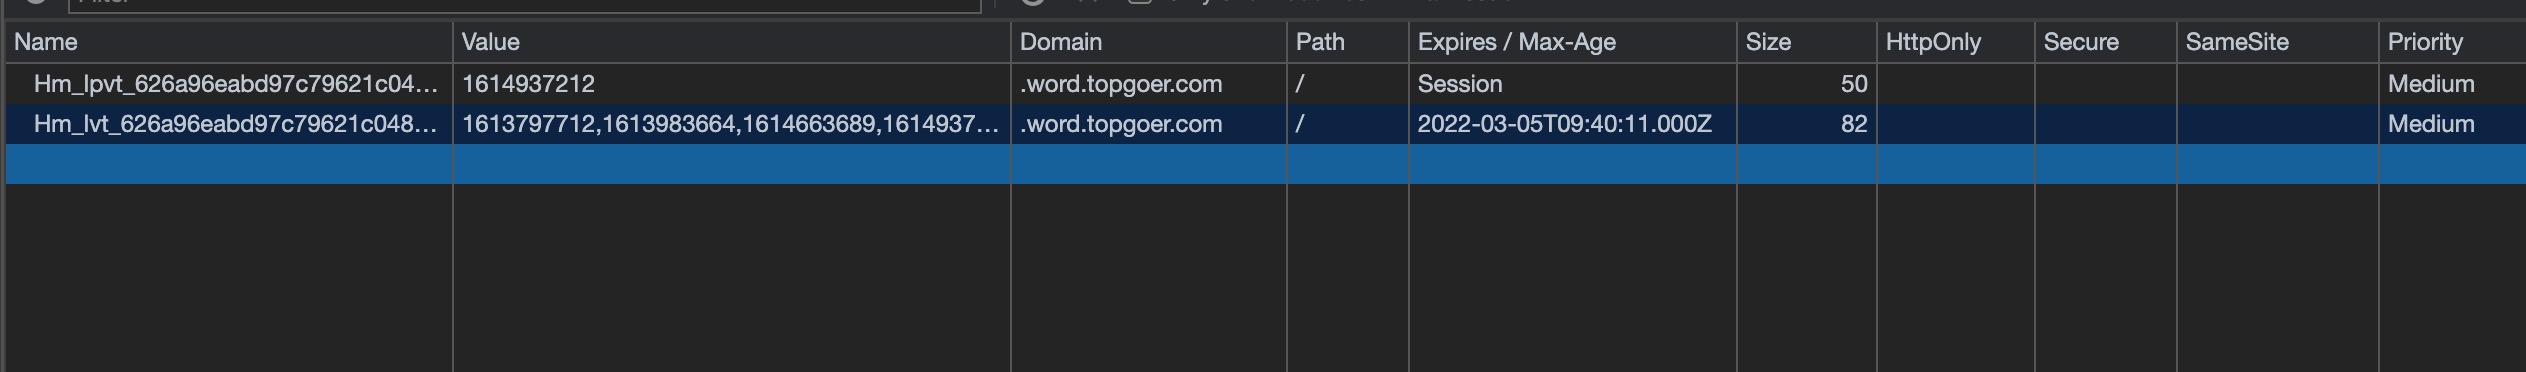 Name Value Domain Path Expires / Max-Age Size HttpOnly Secure SameSite Priority
Hm_lpvt_626a96eabd97c79621c04... 1614937212 .word.topgoer.com / Session 50 Medium
Hm_lvt_626a96eabd97c79621c048... 1613797712,1613983664,1614663689,1614937... .word.topgoer.com / 2022-03-05T09:40:11.000Z 82 Medium